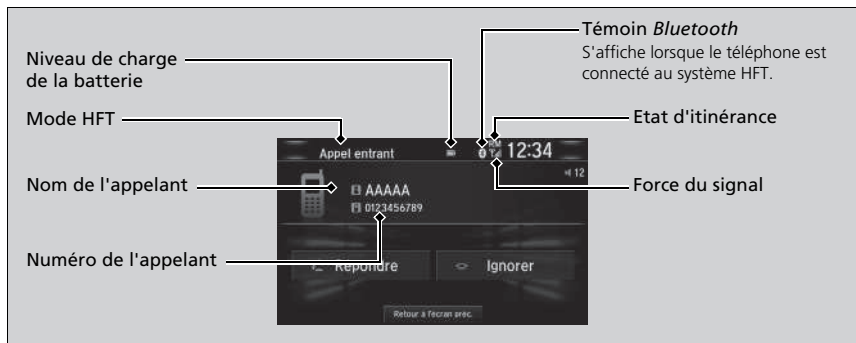 Témoin Bluetooth
S'affiche lorsque le téléphone est
connecté au système HFT.
Niveau de charge
de la batterie
Mode HFT
Etat d'itinérance
Nom de l'appelant
Force du signal
Numéro de l'appelant
Appel entrant
RM
12:34
12
AAAAA
0123456789
Répondre
Ignorer
Retour à l'écran préc.